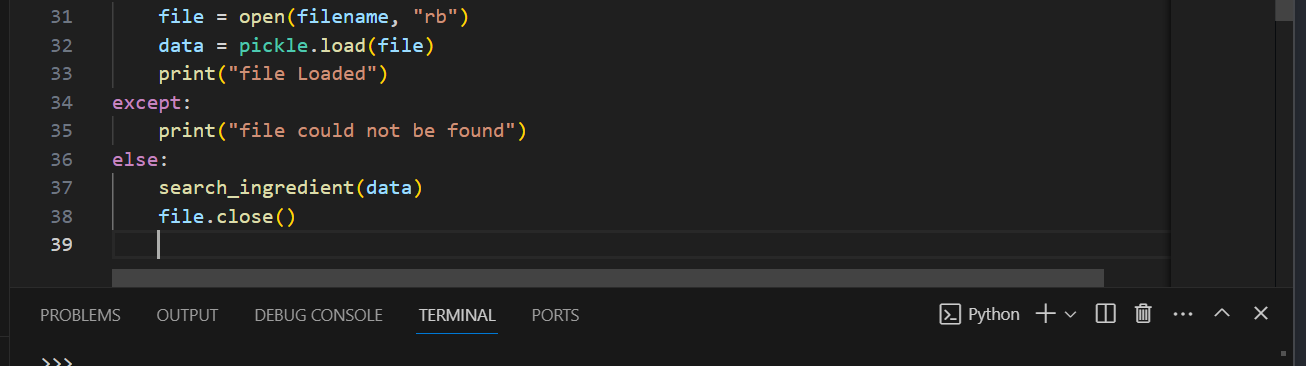 31 file = open(filename, "rb")
32 data = pickle.load(file)
33 print("file Loaded")
34 except:
35 print("file could not be found")
36 else:
37 search_ingredient(data)
38 file.close()
39
PROBLEMS OUTPUT DEBUG CONSOLE TERMINAL PORTS Python
>>>